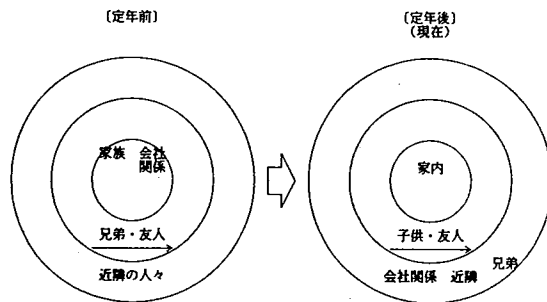 〔定年前〕
家族 会社
関係
兄弟・友人
近隣の人々
〔定年後〕
（現在）
家内
子供・友人
兄弟
会社関係 近隣